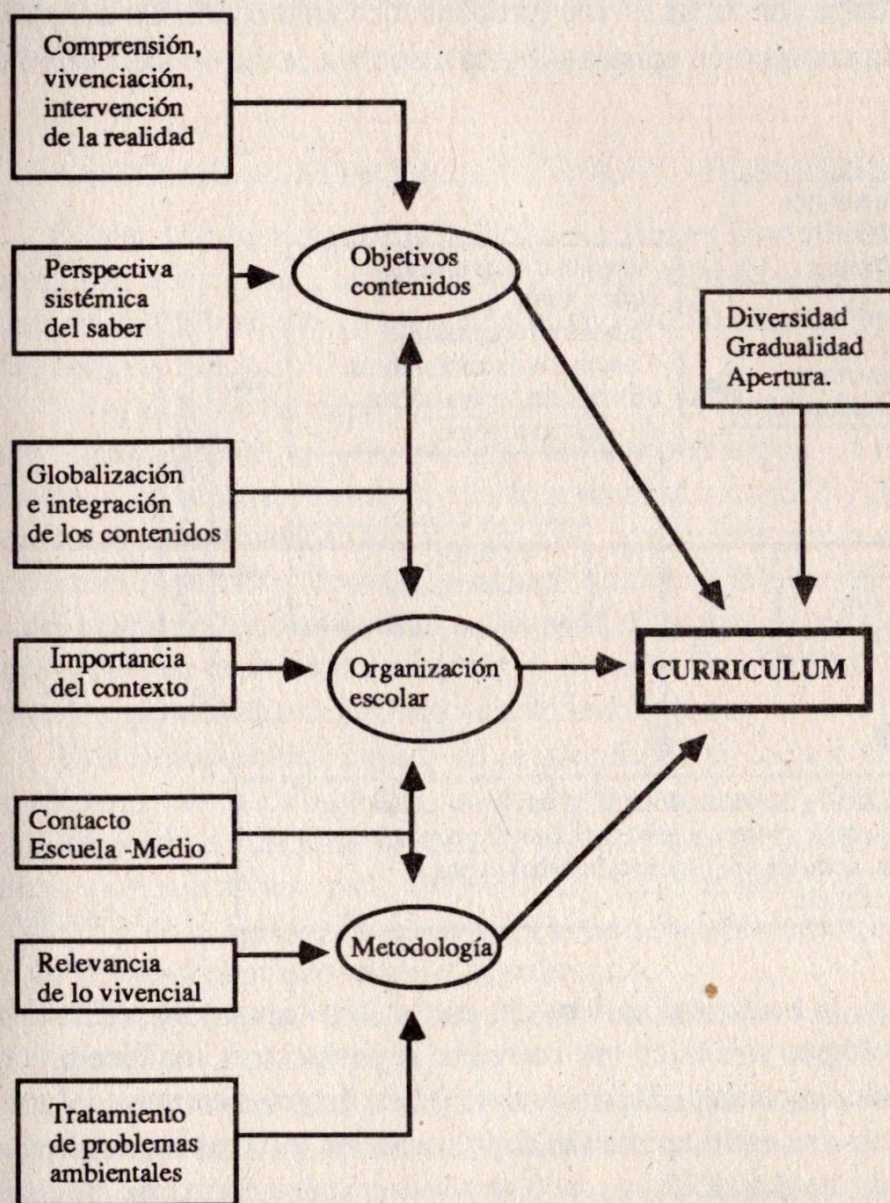 Comprensión,
vivenciación,
intervención
de la realidad
Perspectiva
sistémica
del saber
Globalización
e integración
de los contenidos
Importancia
del contexto
Contacto
Escuela -Medio
Relevancia
de lo vivencial
Tratamiento
de problemas
ambientales
Objetivos
contenidos
Organización
escolar
Metodología
Diversidad
Gradualidad
Apertura.
CURRICULUM